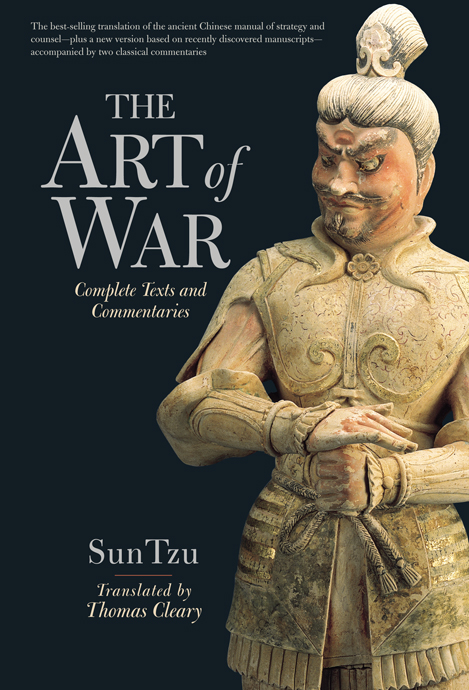 The best-selling translation of the ancient Chinese manual of strategy and
counsel—plus a new version based on recently discovered manuscripts—
accompanied by two classical commentaries
THE
ART of
WAR
Complete Texts and
Commentaries
Sun Tzu
Translated by
Thomas Cleary